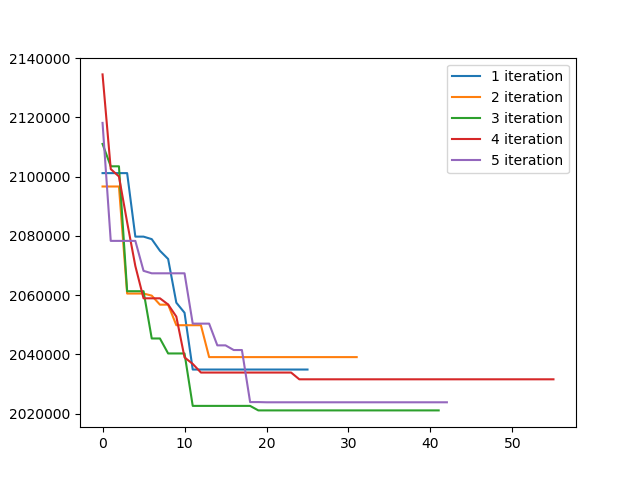 2140000
2120000
2100000
2080000
2060000
2040000
2020000
0 10 20 30 40 50
1 iteration
2 iteration
3 iteration
4 iteration
5 iteration